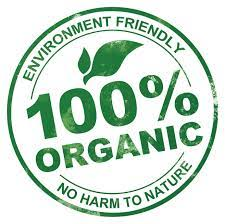 ENVIRONMENT FRIENDLY
100%
ORGANIC
NO HARM TO NATURE